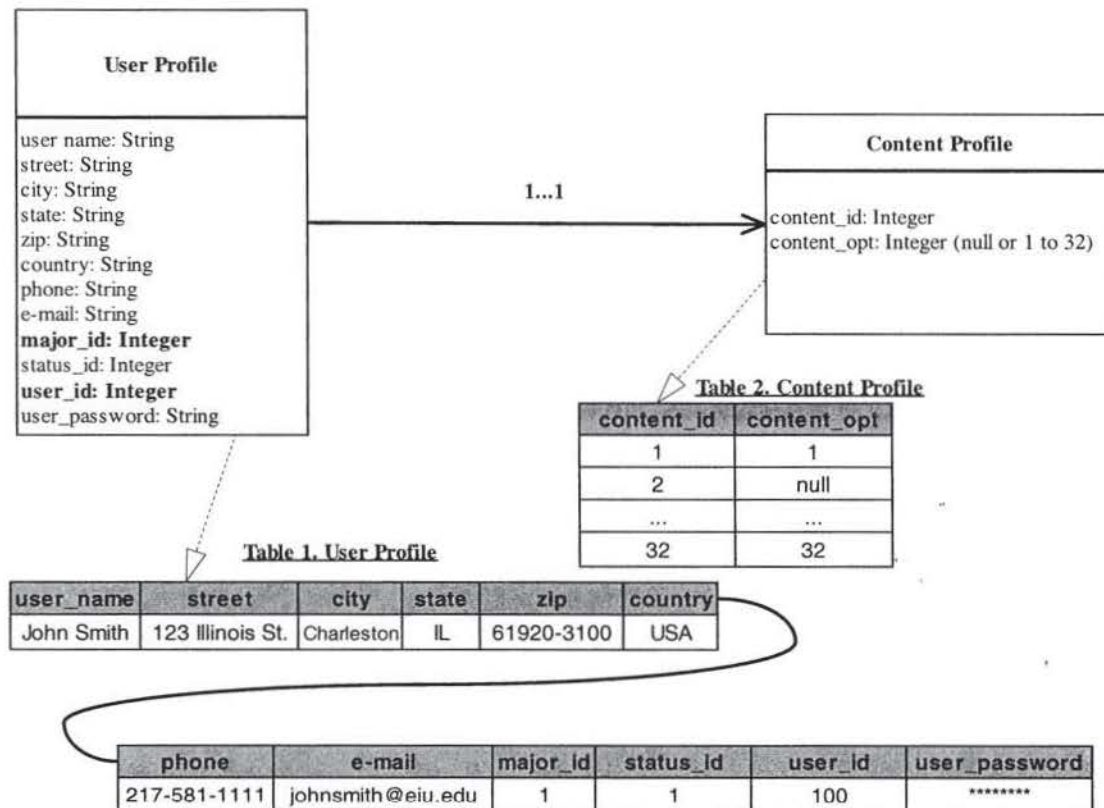 User Profile
user name: String
street: String
city: String
state: String
zip: String
country: String
phone: String
e-mail: String
major_id: Integer
status_id: Integer
user_id: Integer
user_password: String
1...1
Content Profile
content_id: Integer
content_opt: Integer (null or 1 to 32)
Table 2. Content Profile
content_id content_opt
1 1
2 null
... ...
32 32
Table 1. User Profile
user_name street city state zip country
John Smith 123 Illinois St. Charleston IL 61920-3100 USA
phone e-mail major_id status_id user_id user_password
217-581-1111 johnsmith@eiu.edu 1 1 100 ********